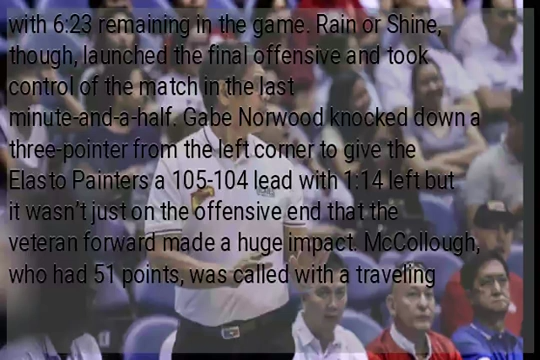 with 6:23 remaining in the game. Rain or Shine,
though, launched the final offensive and took
control of the match in the last
minute-and-a-half. Gabe Norwood knocked down a
three-pointer from the left corner to give the
Elasto Painters a 105-104 lead with 1:14 left but
it wasn't just on the offensive end that the
veteran forward made a huge impact. McCollough,
who had 51 points, was called with a traveling